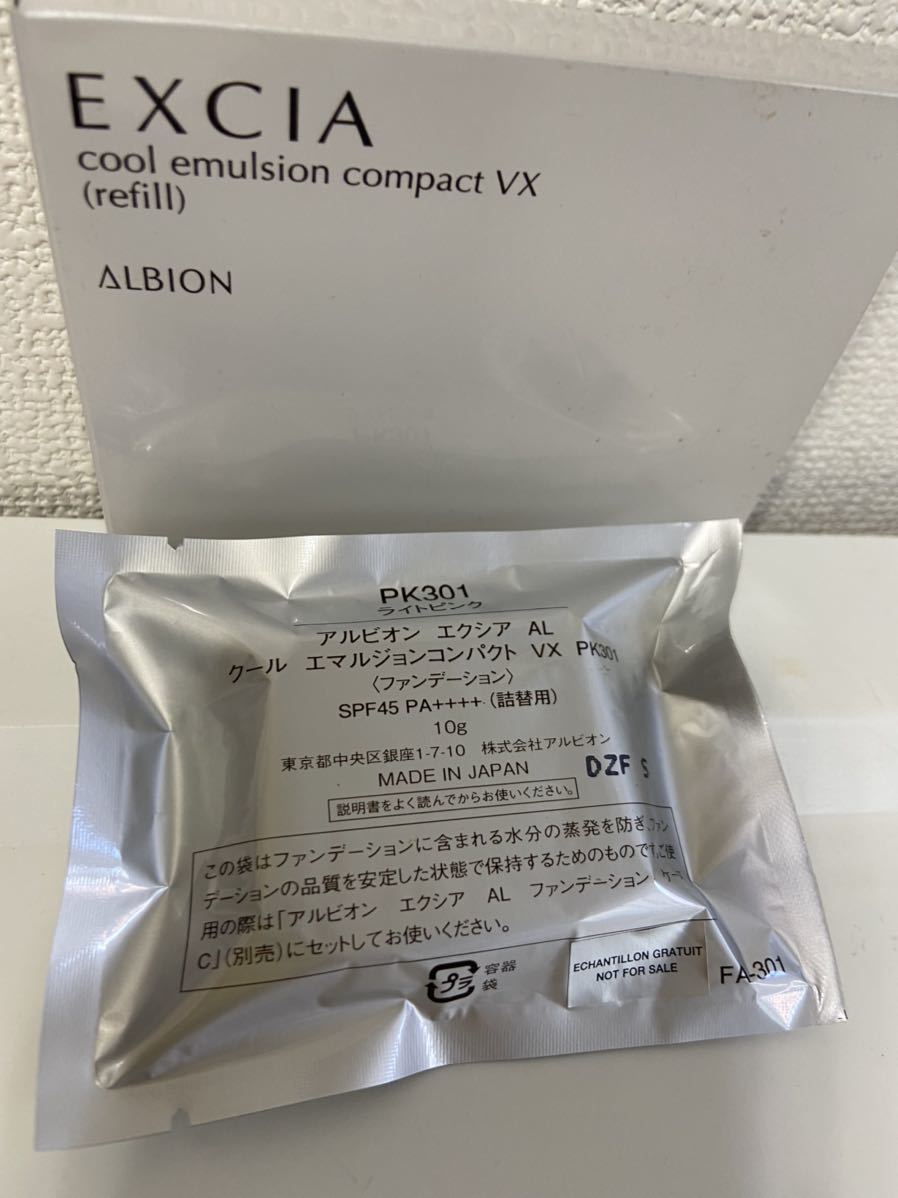 EXCIA
cool emulsion compact VX
(refill)
ALBION
PK301
ライトピンク
アルビオン エクシア AL
クール エマルジョンコンパクト VX PK301
〈ファンデーション〉
SPF45 PA++++ (詰替用)
10g
東京都中央区銀座1-7-10 株式会社アルビオン
MADE IN JAPAN
DZF S
説明書をよく読んでからお使いください。
この袋はファンデーションに含まれる水分の蒸発を防ぎ、ファン
デーションの品質を安定した状態で保持するためのものです。ご使
用の際は「アルビオン エクシア AL ファンデーション ケース
C」(別売)にセットしてお使いください。
プラ
容器
袋
ECHANTILLON GRATUIT
NOT FOR SALE
FA-301